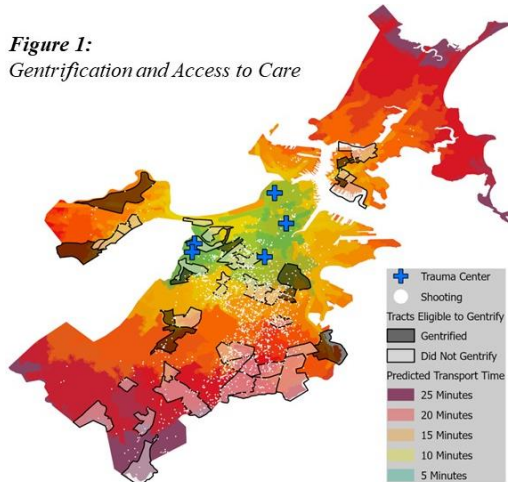 Figure 1:
Gentrification and Access to Care
Trauma Center
Shooting
Tracts Eligible to Gentrify
Gentrified
Did Not Gentrify
Predicted Transport Time
25 Minutes
20 Minutes
15 Minutes
10 Minutes
5 Minutes